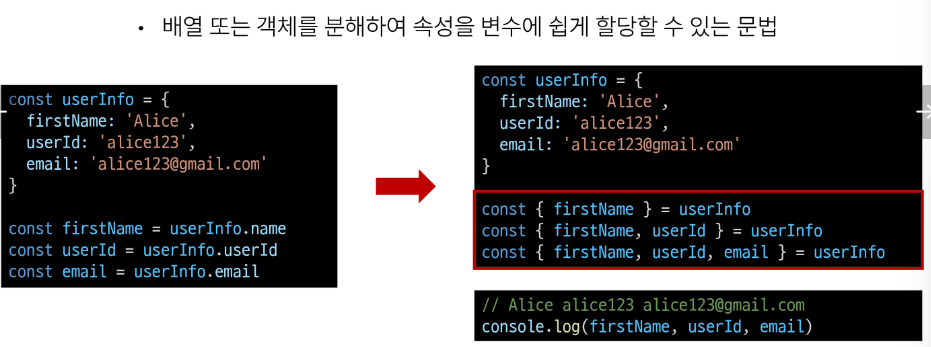 • 배열 또는 객체를 분해하여 속성을 변수에 쉽게 할당할 수 있는 문법
const userInfo = {
  firstName: 'Alice',
  userId: 'alice123',
  email: 'alice123@gmail.com'
}

const firstName = userInfo.name
const userId = userInfo.userId
const email = userInfo.email
const userInfo = {
  firstName: 'Alice',
  userId: 'alice123',
  email: 'alice123@gmail.com'
}

const { firstName } = userInfo
const { firstName, userId } = userInfo
const { firstName, userId, email } = userInfo
// Alice alice123 alice123@gmail.com
console.log(firstName, userId, email)